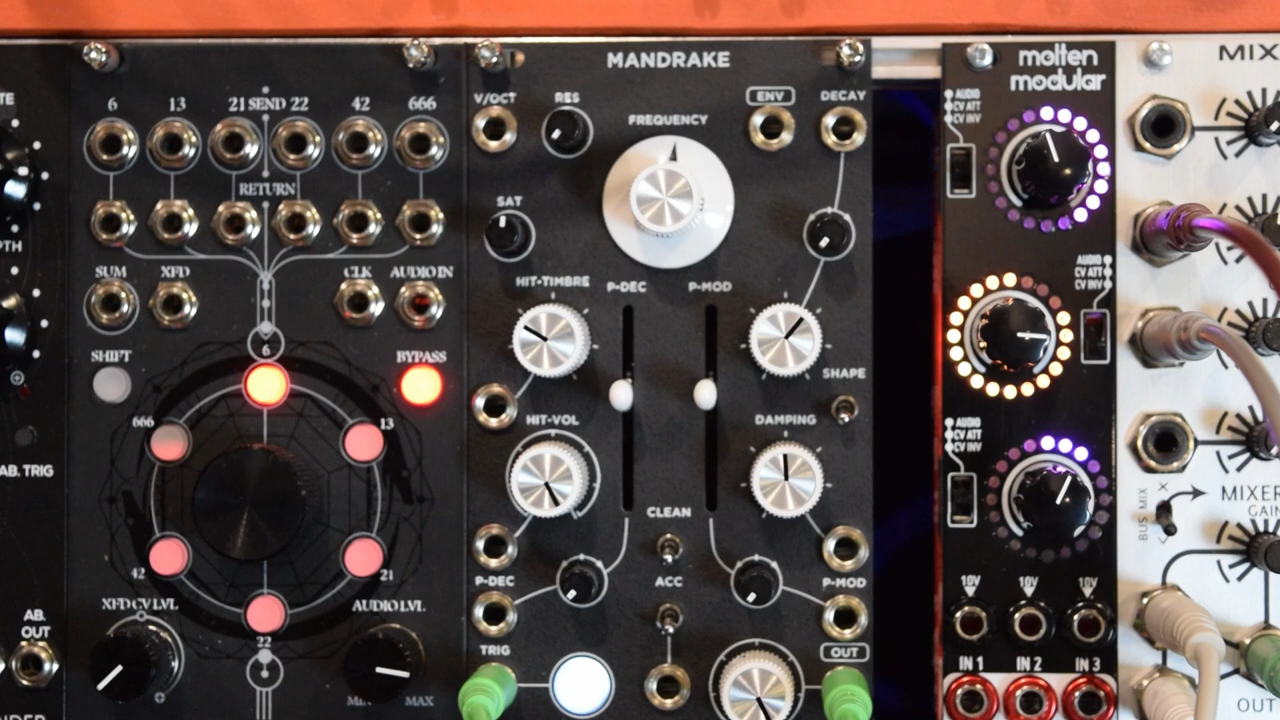 6 13 21 SEND 22 42 666
RETURN
SUM XFD CLK AUDIO IN
SHIFT BYPASS
6
666 13
42 21
22
XFD CV LVL AUDIO LVL
MIN MAX
AB. TRIG
AB.
OUT
MANDRAKE
V/OCT RES ENV DECAY
FREQUENCY
SAT
HIT-TIMBRE P-DEC P-MOD
SHAPE
HIT-VOL DAMPING
CLEAN
P-DEC ACC P-MOD
TRIG OUT
molten
modular
AUDIO
CV ATT
CV INV
AUDIO
CV ATT
CV INV
AUDIO
CV ATT
CV INV
10V 10V 10V
IN 1 IN 2 IN 3
MIX
BUS MIX X
MIXER
GAIN
OUT